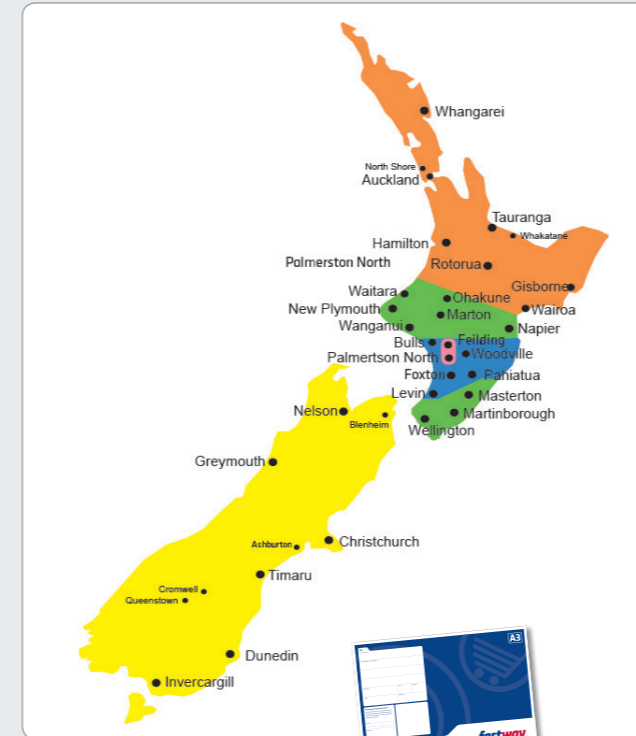 Whangarei
North Shore
Auckland
Tauranga
Whakatane
Hamilton
Palmerston North
Rotorua
Gisborne
Waitara
Ohakune
New Plymouth
Marton
Wairoa
Wanganui
Napier
Bulls
Feilding
Palmertson North
Woodville
Foxton
Pahiatua
Levin
Masterton
Nelson
Martinborough
Blenheim
Wellington
Greymouth
Christchurch
Ashburton
Timaru
Cromwell
Queenstown
Dunedin
Invercargill
A3
fastway